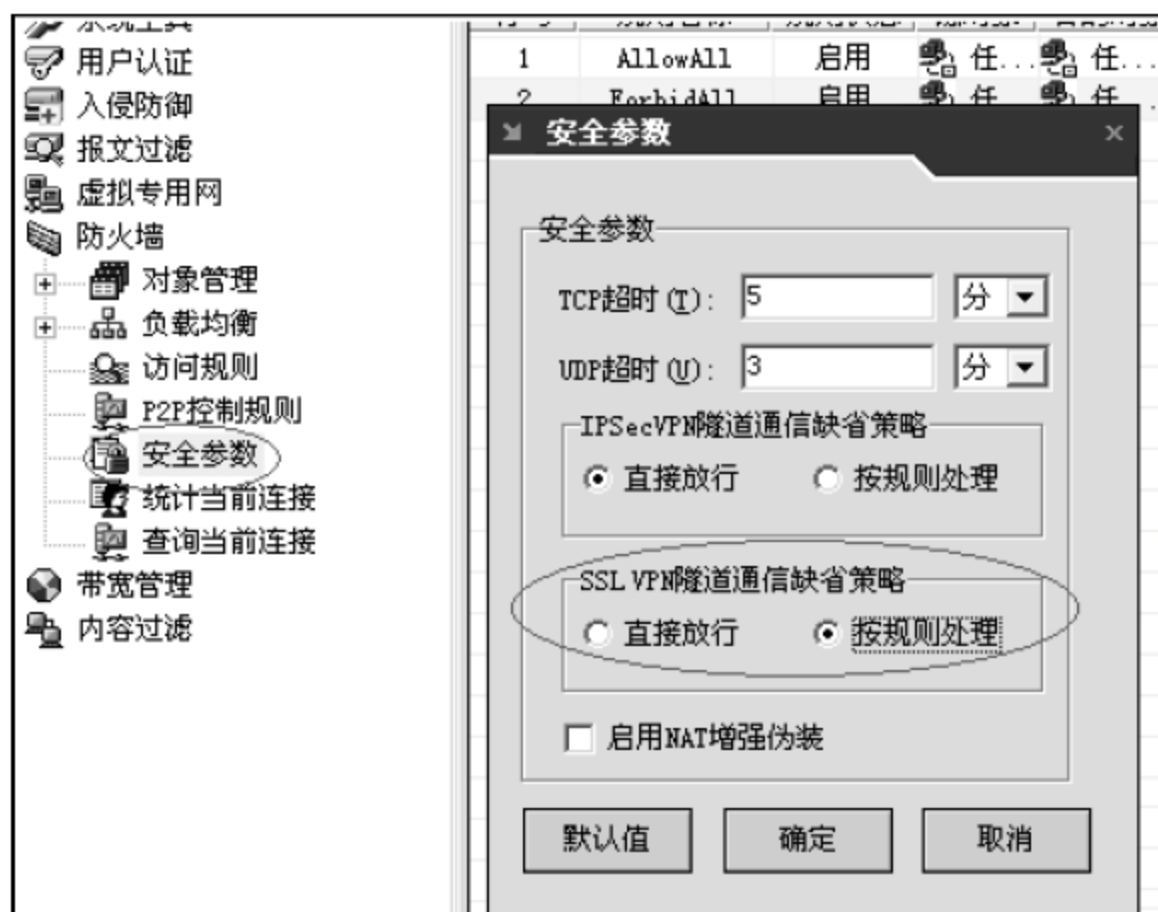 系统工具
用户认证
入侵防御
报文过滤
虚拟专用网
防火墙
对象管理
负载均衡
访问规则
P2P控制规则
安全参数
统计当前连接
查询当前连接
带宽管理
内容过滤
1 AllowAll 启用 任... 任...
2 ForbidAll 启用 任... 任...
安全参数
安全参数
TCP超时(T): 5 分
UDP超时(U): 3 分
IPSecVPN隧道通信缺省策略
直接放行 按规则处理
SSL VPN隧道通信缺省策略
直接放行 按规则处理
启用NAT增强伪装
默认值 确定 取消